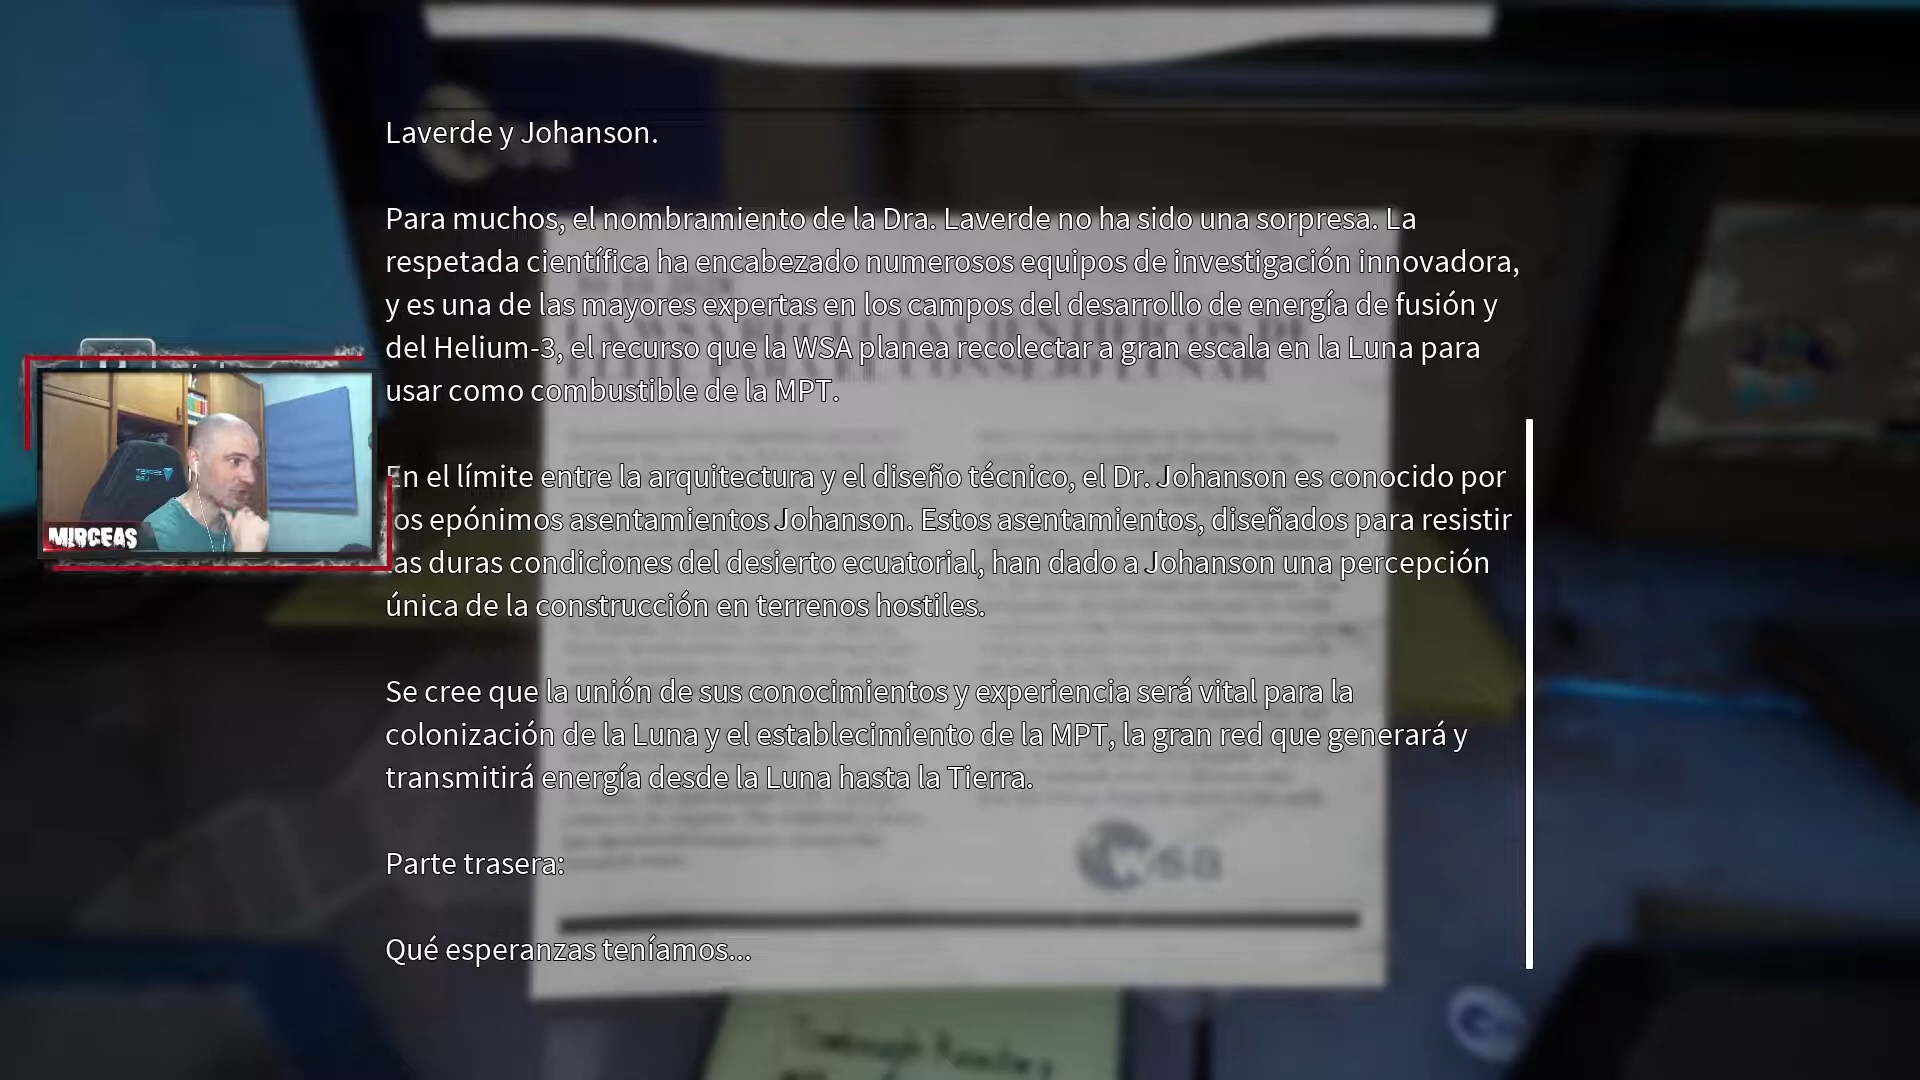 Laverde y Johanson.
Para muchos, el nombramiento de la Dra. Laverde no ha sido una sorpresa. La
respetada científica ha encabezado numerosos equipos de investigación innovadora,
y es una de las mayores expertas en los campos del desarrollo de energía de fusión y
del Helium-3, el recurso que la WSA planea recolectar a gran escala en la Luna para
usar como combustible de la MPT.
En el límite entre la arquitectura y el diseño técnico, el Dr. Johanson es conocido por
os epónimos asentamientos Johanson. Estos asentamientos, diseñados para resistir
as duras condiciones del desierto ecuatorial, han dado a Johanson una percepción
única de la construcción en terrenos hostiles.
Se cree que la unión de sus conocimientos y experiencia será vital para la
colonización de la Luna y el establecimiento de la MPT, la gran red que generará y
transmitirá energía desde la Luna hasta la Tierra.
Parte trasera:
Qué esperanzas teníamos...
MIRCEAS
wsa